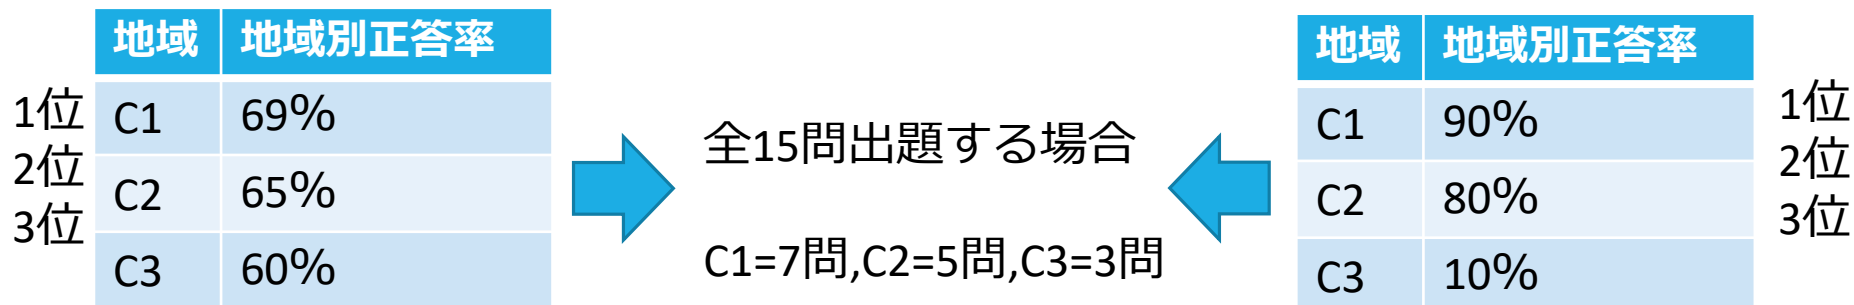 地域 地域別正答率
1位 C1 69%
2位 C2 65%
3位 C3 60%
全15問出題する場合
C1=7問,C2=5問,C3=3問
地域 地域別正答率
C1 90% 1位
C2 80% 2位
C3 10% 3位